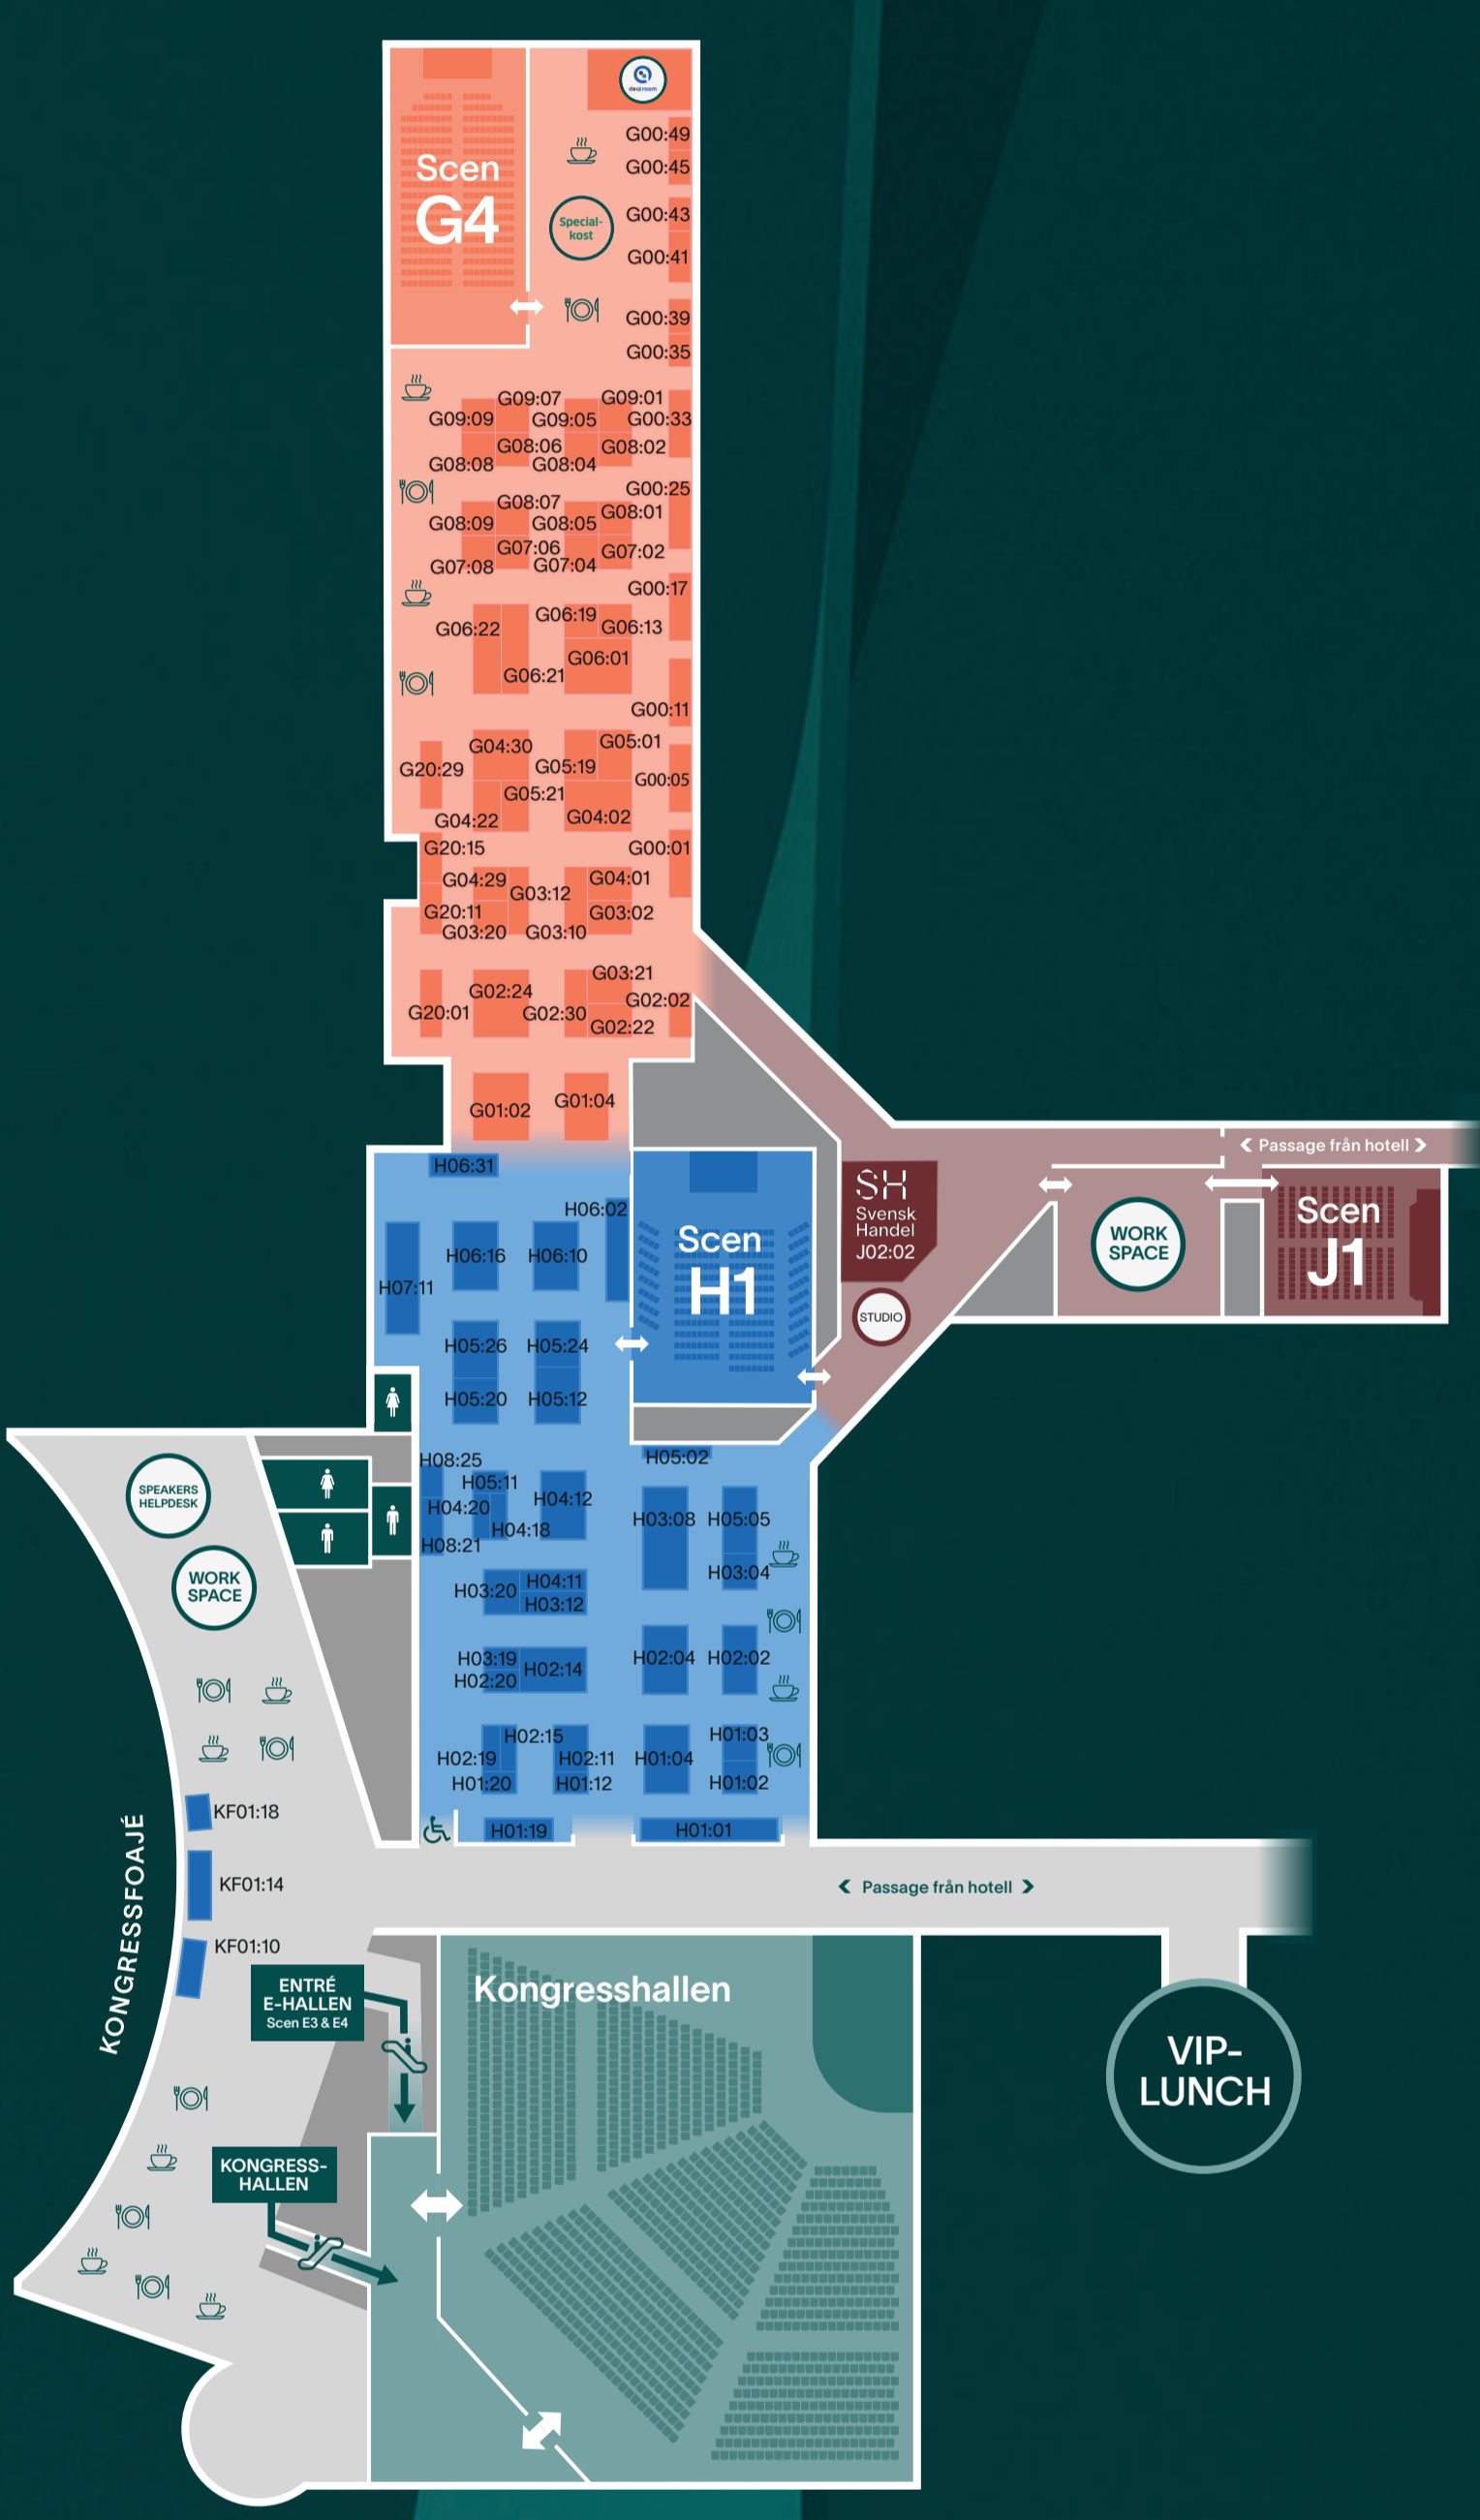 dealroom
G00:49
G00:45
Scen
G4
Special-
kost
G00:43
G00:41
G00:39
G00:35
G09:07
G09:01
G09:09
G09:05
G00:33
G08:06
G08:02
G08:08
G08:04
G00:25
G08:07
G08:01
G08:09
G08:05
G07:06
G07:02
G07:08
G07:04
G00:17
G06:19
G06:22
G06:13
G06:01
G06:21
G00:11
G05:01
G04:30
G20:29
G05:19
G00:05
G05:21
G04:22
G04:02
G20:15
G00:01
G04:29
G04:01
G03:12
G20:11
G03:02
G03:20
G03:10
G03:21
G02:24
G02:02
G20:01
G02:30
G02:22
G01:02
G01:04
Passage från hotell
H06:31
SH
Svensk
Handel
J02:02
H06:02
Scen
H1
WORK
SPACE
Scen
J1
H06:16
H06:10
H07:11
STUDIO
H05:26
H05:24
H05:20
H05:12
H05:02
H08:25
H05:11
SPEAKERS
HELPDESK
H04:12
H04:20
H04:18
H03:08
H05:05
H08:21
H03:04
WORK
SPACE
H04:11
H03:20
H03:12
H03:19
H02:04
H02:02
H02:14
H02:20
H02:15
H01:03
H02:19
H02:11
H01:04
H01:20
H01:12
H01:02
KF01:18
H01:19
H01:01
KF01:14
Passage från hotell
KF01:10
KONGRESSFOAJÉ
ENTRÉ
E-HALLEN
Scen E3 & E4
Kongresshallen
VIP-
LUNCH
KONGRESS-
HALLEN